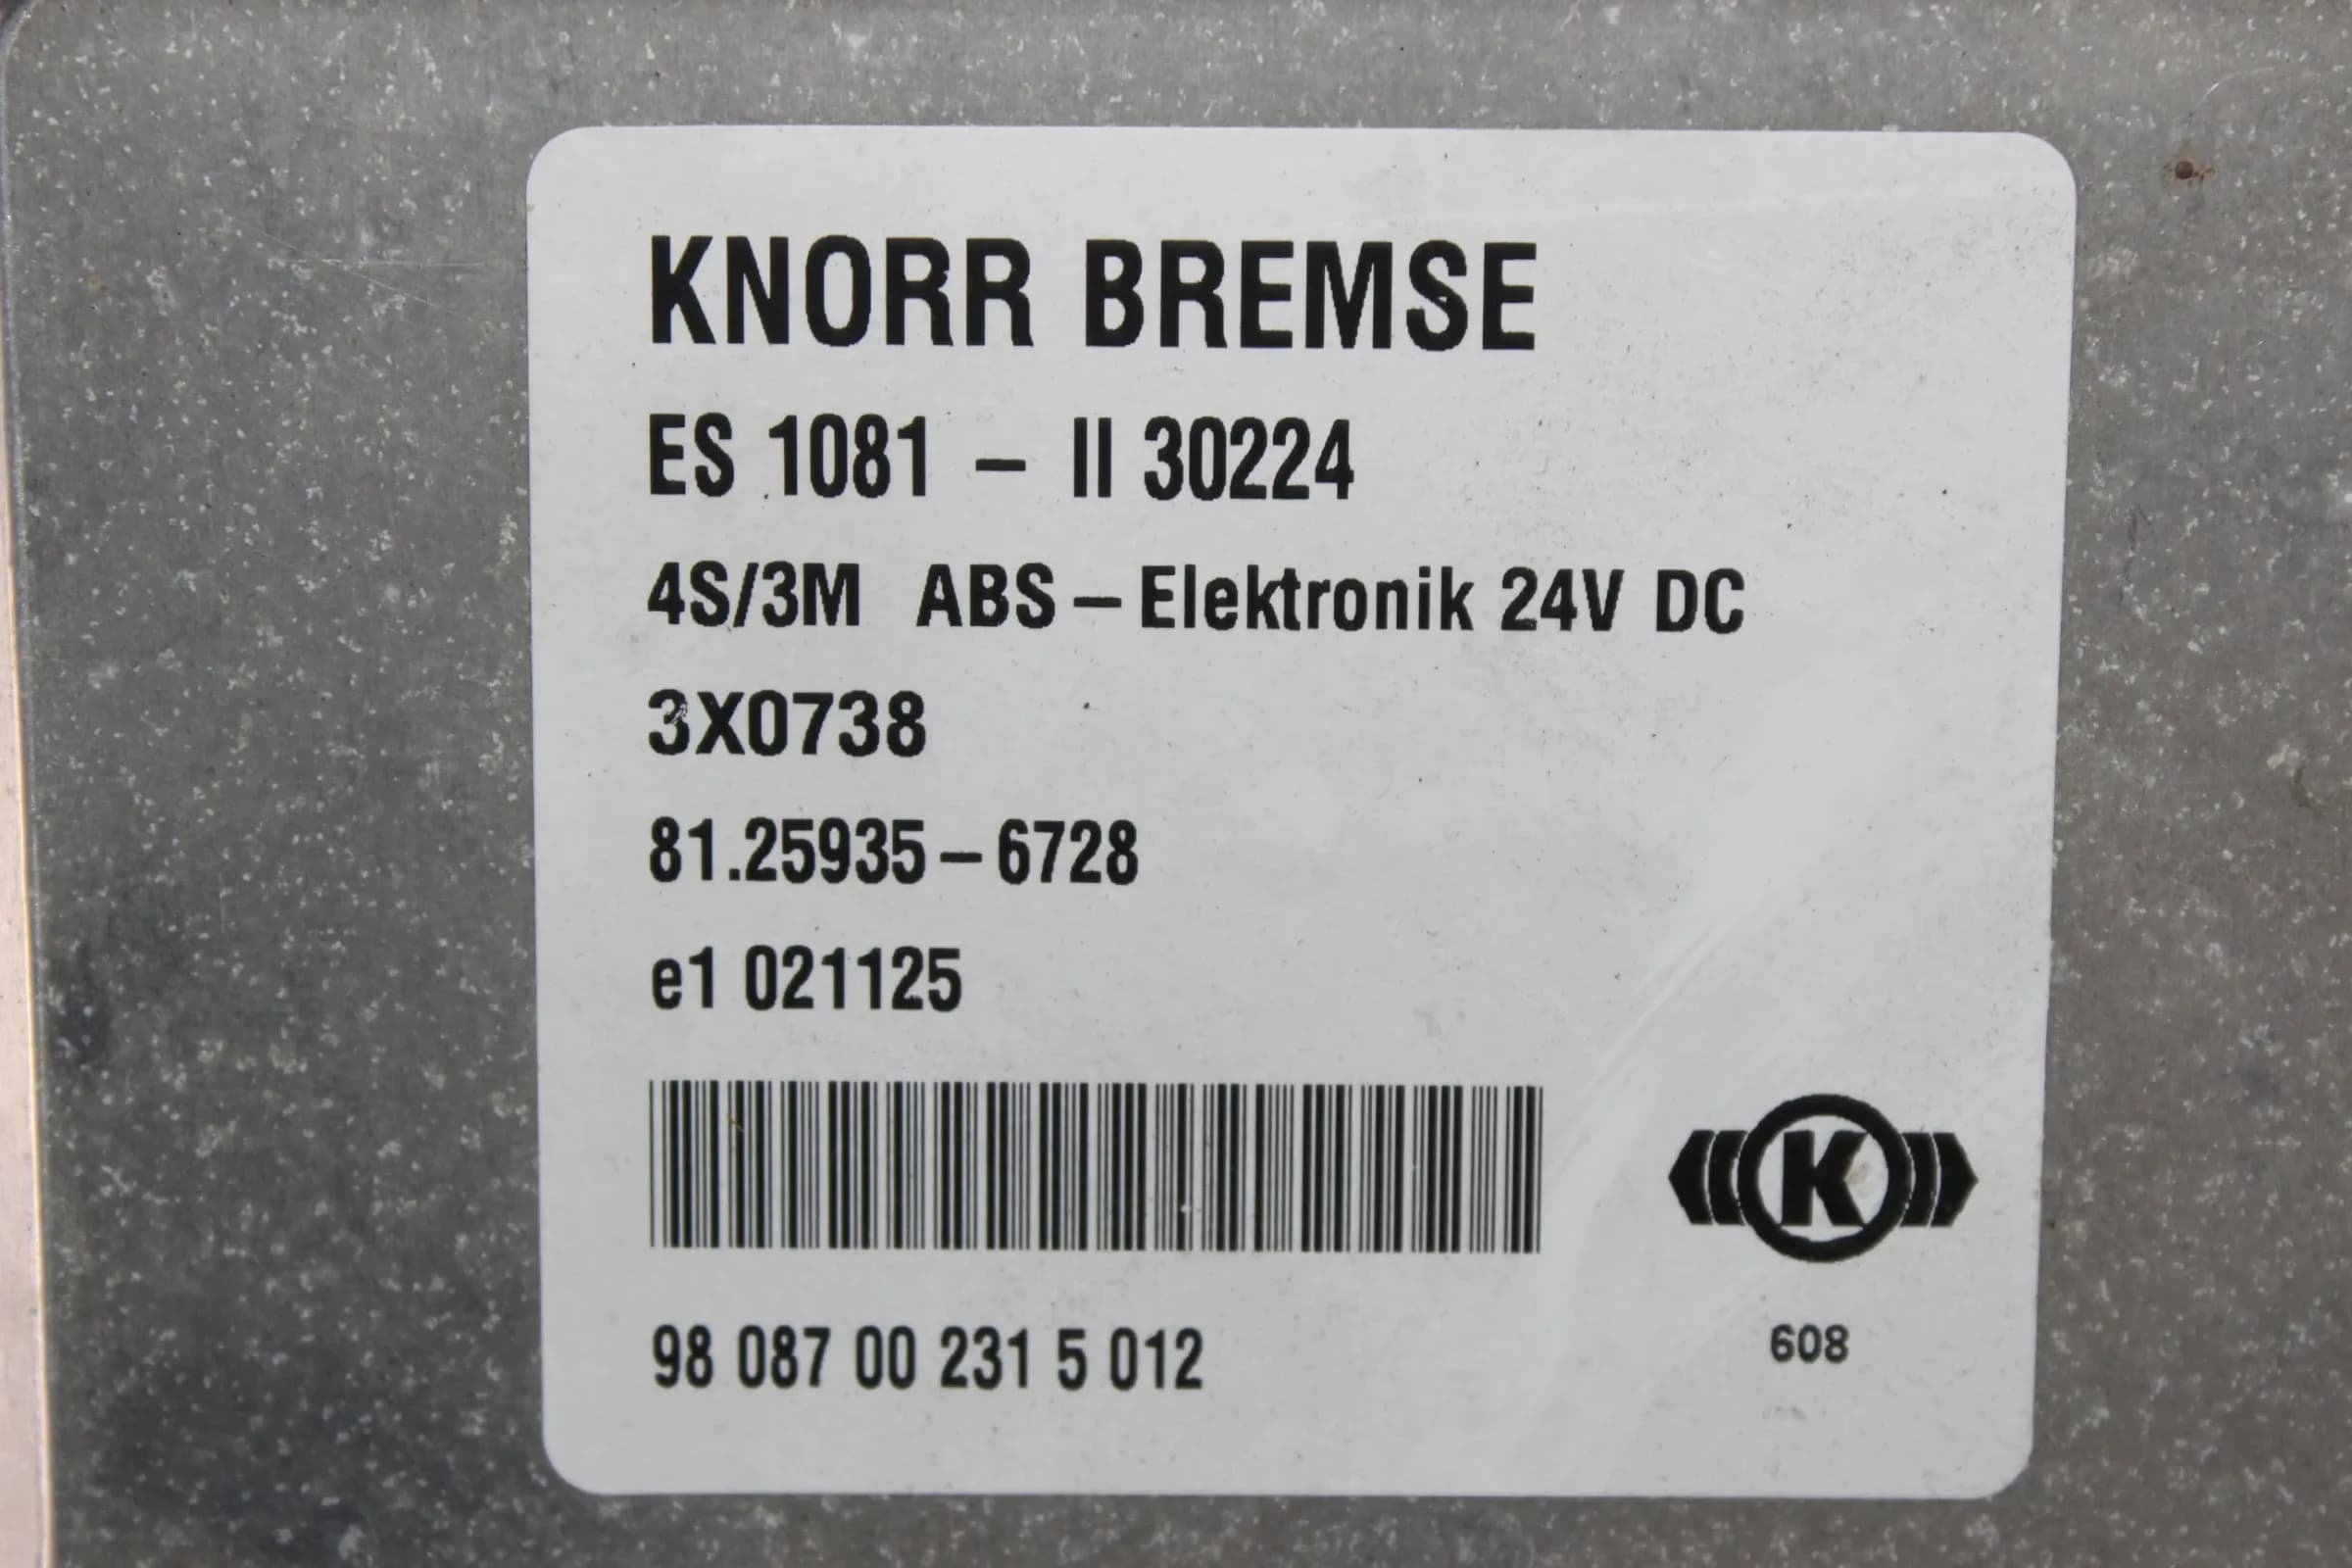 KNORR BREMSE
ES 1081 – II 30224
4S/3M ABS – Elektronik 24V DC
3X0738
81.25935 – 6728
e1 021125
K
98 087 00 231 5 012
608